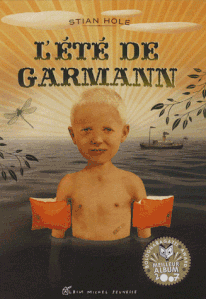 STIAN HOLE
L'ÉTÉ DE
GARMANN
MEILLEUR
ALBUM
ALBIN MICHEL JEUNESSE